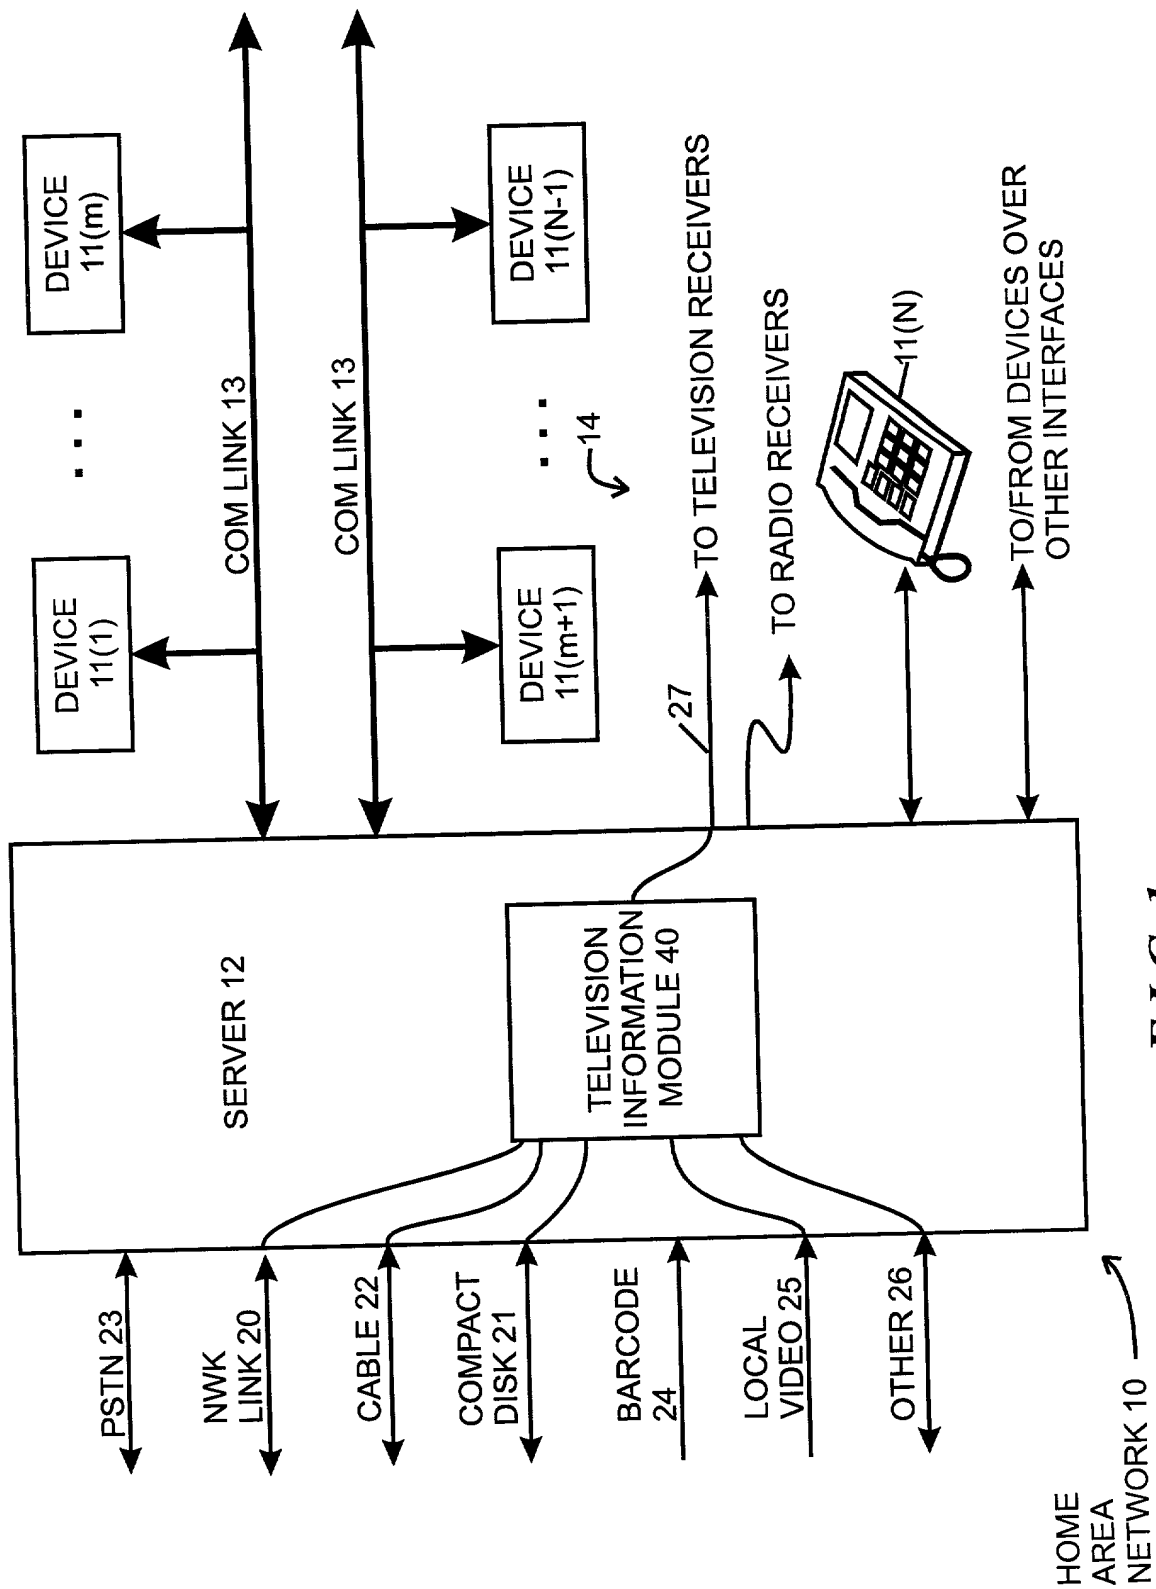 DEVICE
11(1)
. . .
DEVICE
11(m)
COM LINK 13
COM LINK 13
DEVICE
11(m+1)
. . .
DEVICE
11(N-1)
14
PSTN 23
NWK
LINK 20
CABLE 22
COMPACT
DISK 21
BARCODE
24
LOCAL
VIDEO 25
OTHER 26
SERVER 12
TELEVISION
INFORMATION
MODULE 40
27
TO TELEVISION RECEIVERS
TO RADIO RECEIVERS
11(N)
TO/FROM DEVICES OVER
OTHER INTERFACES
HOME
AREA
NETWORK 10